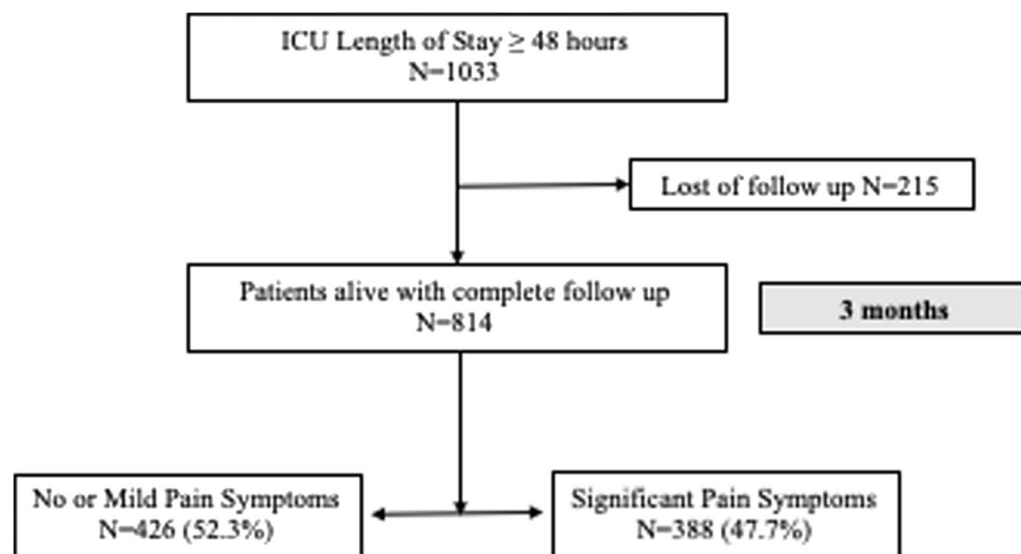 ICU Length of Stay ≥ 48 hours
N=1033
Lost of follow up N=215
Patients alive with complete follow up
N=814
3 months
No or Mild Pain Symptoms
N=426 (52.3%)
Significant Pain Symptoms
N=388 (47.7%)